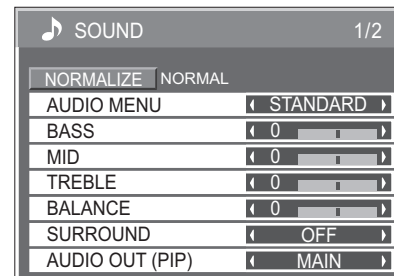 SOUND 1/2
NORMALIZE NORMAL
AUDIO MENU STANDARD
BASS 0
MID 0
TREBLE 0
BALANCE 0
SURROUND OFF
AUDIO OUT (PIP) MAIN